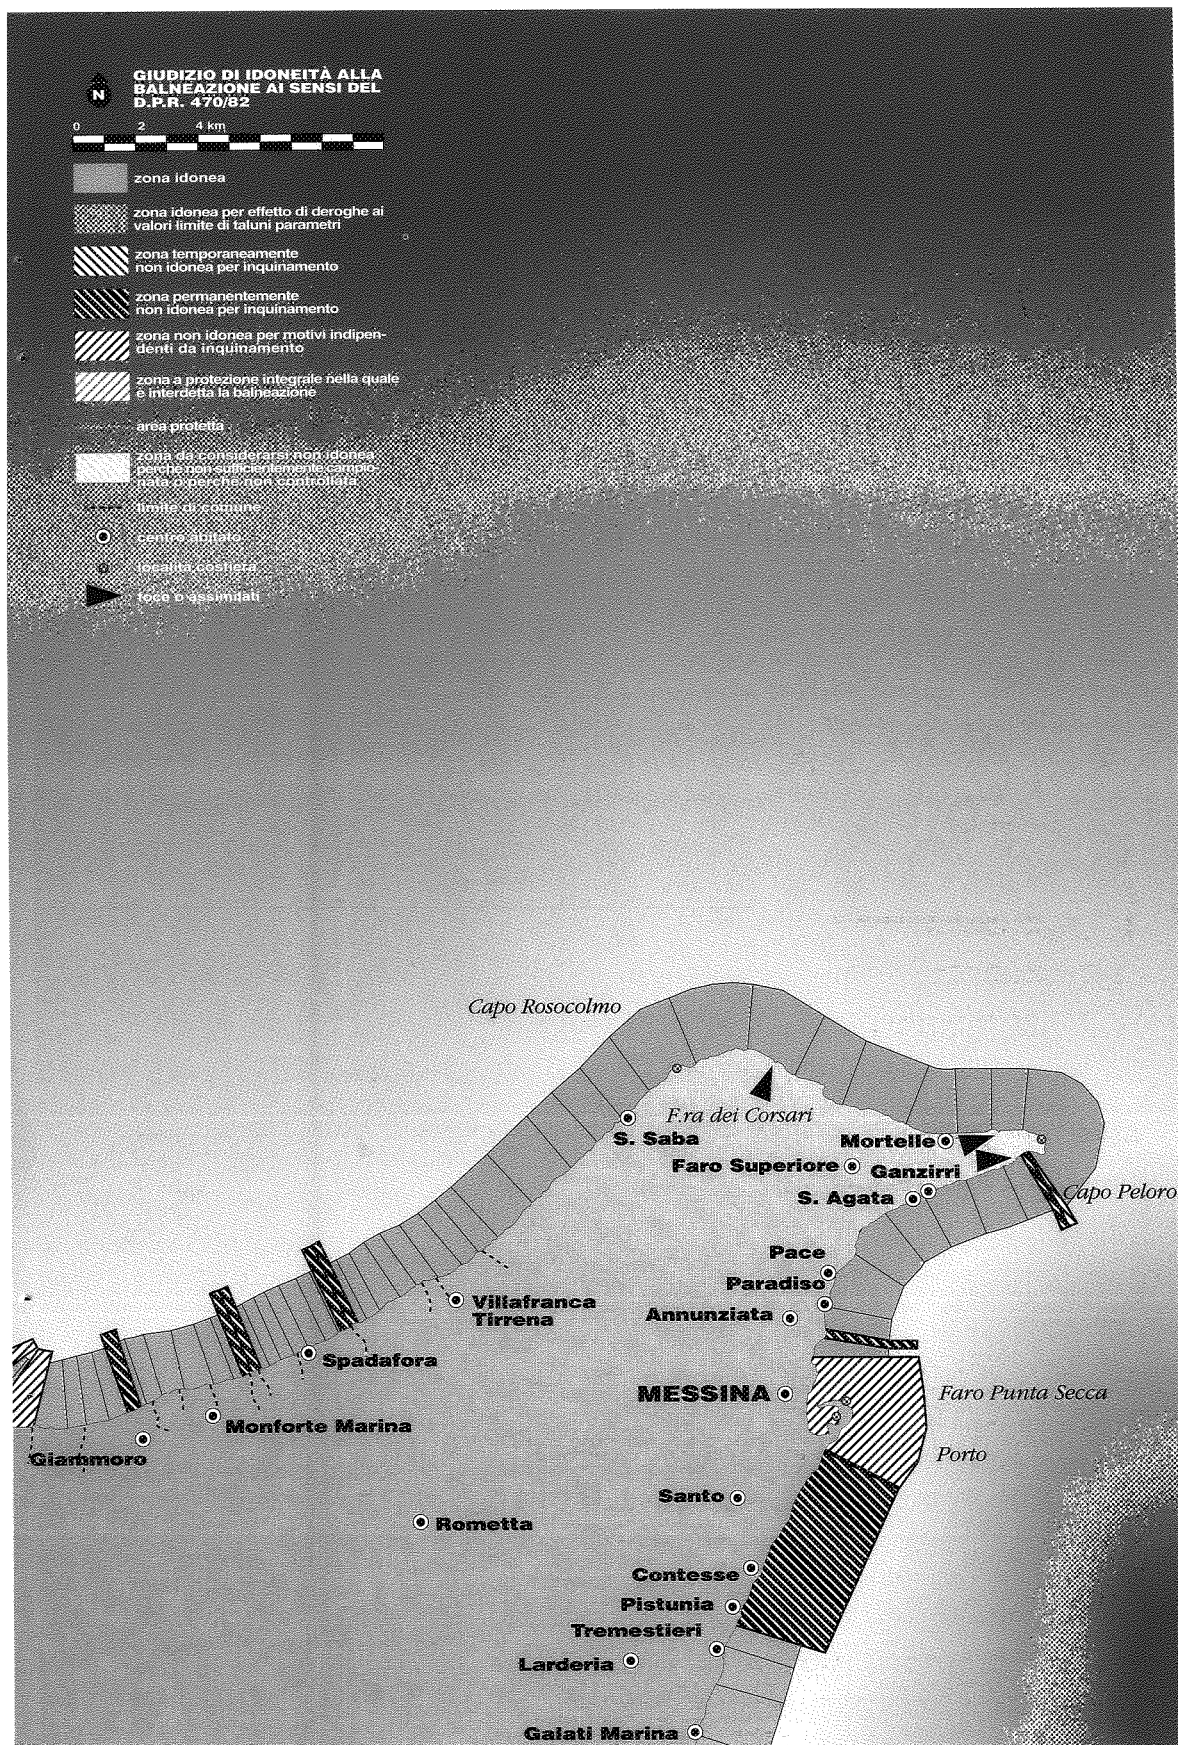 GIUDIZIO DI IDONEITÀ ALLA
BALNEAZIONE AI SENSI DEL
D.P.R. 470/82
N
0 2 4 km
zona idonea
zona idonea per effetto di deroghe ai
valori limite di taluni parametri
zona temporaneamente
non idonea per inquinamento
zona permanentemente
non idonea per inquinamento
zona non idonea per motivi indipen-
denti da inquinamento
zona a protezione integrale nella quale
è interdetta la balneazione
area protetta
zona da considerarsi non idonea
perchè non sufficientemente campio-
nata o perchè non controllata
limite di comune
centro abitato
località costiera
foce o assimilati
Capo Rosocolmo
F.ra dei Corsari
S. Saba
Mortelle
Faro Superiore
Ganzirri
Capo Peloro
S. Agata
Pace
Paradiso
Villafranca
Tirrena
Annunziata
Spadafora
MESSINA
Faro Punta Secca
Monforte Marina
Giammoro
Porto
Santo
Rometta
Contesse
Pistunia
Tremestieri
Larderia
Galati Marina